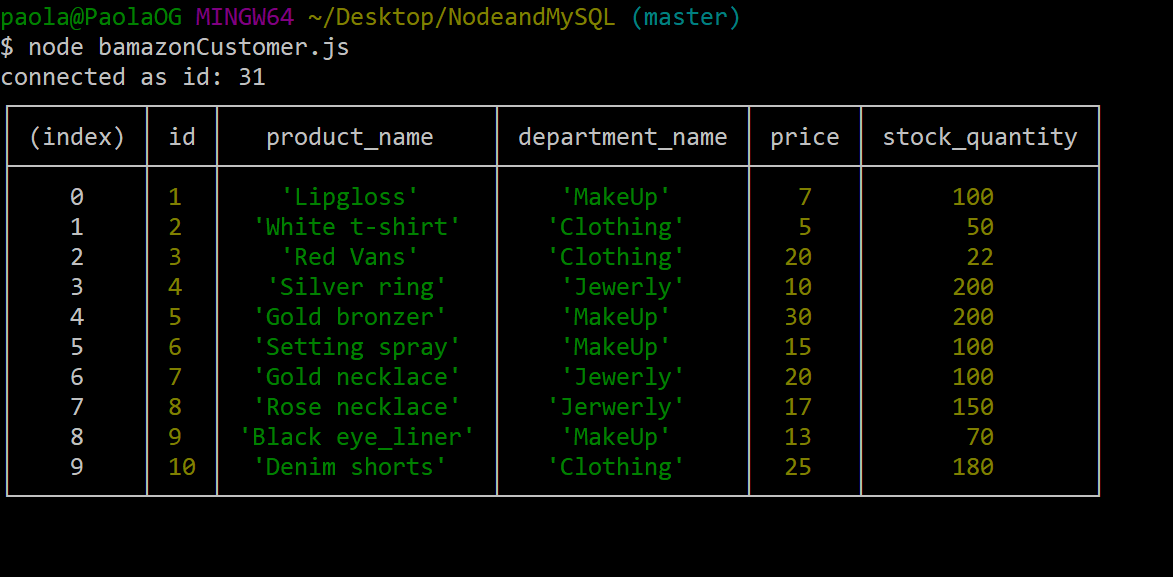 paola@PaolaOG MINGW64 ~/Desktop/NodeandMySQL (master)
$ node bamazonCustomer.js
connected as id: 31
(index) id product_name department_name price stock_quantity
0 1 'Lipgloss' 'MakeUp' 7 100
1 2 'White t-shirt' 'Clothing' 5 50
2 3 'Red Vans' 'Clothing' 20 22
3 4 'Silver ring' 'Jewerly' 10 200
4 5 'Gold bronzer' 'MakeUp' 30 200
5 6 'Setting spray' 'MakeUp' 15 100
6 7 'Gold necklace' 'Jewerly' 20 100
7 8 'Rose necklace' 'Jerwerly' 17 150
8 9 'Black eye_liner' 'MakeUp' 13 70
9 10 'Denim shorts' 'Clothing' 25 180